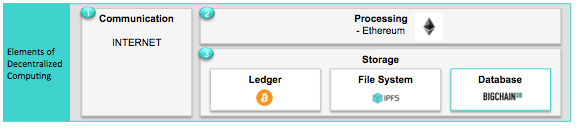 Elements of
Decentralized
Computing
1
Communication
INTERNET
2
Processing
- Ethereum
3
Storage
Ledger
File System
IPFS
Database
BIGCHAINDB